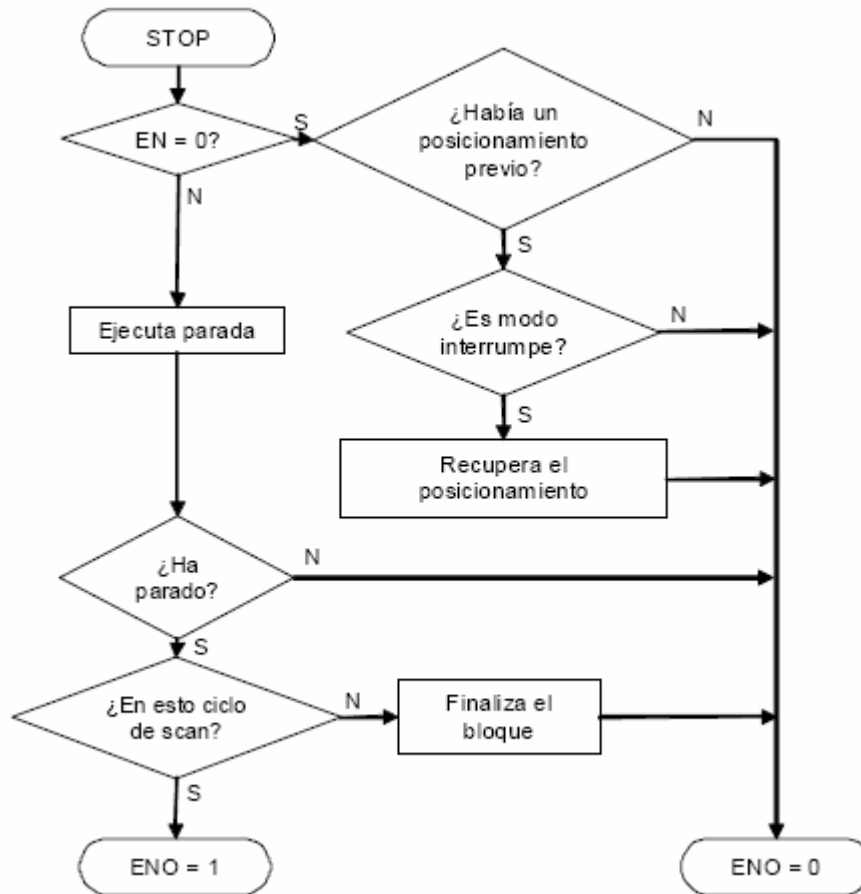 STOP
EN = 0?
S
N
¿Había un
posicionamiento
previo?
N
S
¿Es modo
interrumpe?
N
S
Recupera el
posicionamiento
Ejecuta parada
¿Ha
parado?
N
S
¿En esto ciclo
de scan?
N
S
Finaliza el
bloque
ENO = 1
ENO = 0